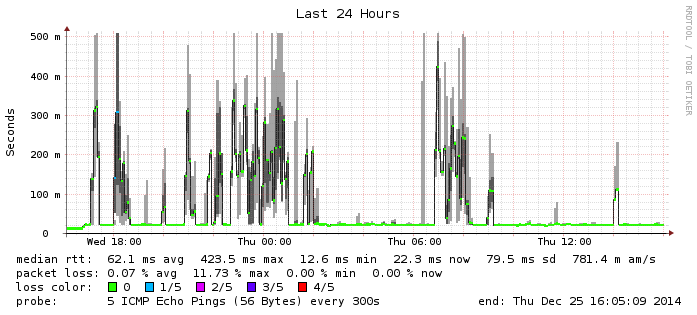 Last 24 Hours
RRDTOOL / TOBI OETIKER
Seconds
500 m
400 m
300 m
200 m
100 m
0
Wed 18:00 Thu 00:00 Thu 06:00 Thu 12:00
median rtt: 62.1 ms avg 423.5 ms max 12.6 ms min 22.3 ms now 79.5 ms sd 781.4 m am/s
packet loss: 0.07 % avg 11.73 % max 0.00 % min 0.00 % now
loss color: 0 1/5 2/5 3/5 4/5
probe: 5 ICMP Echo Pings (56 Bytes) every 300s end: Thu Dec 25 16:05:09 2014